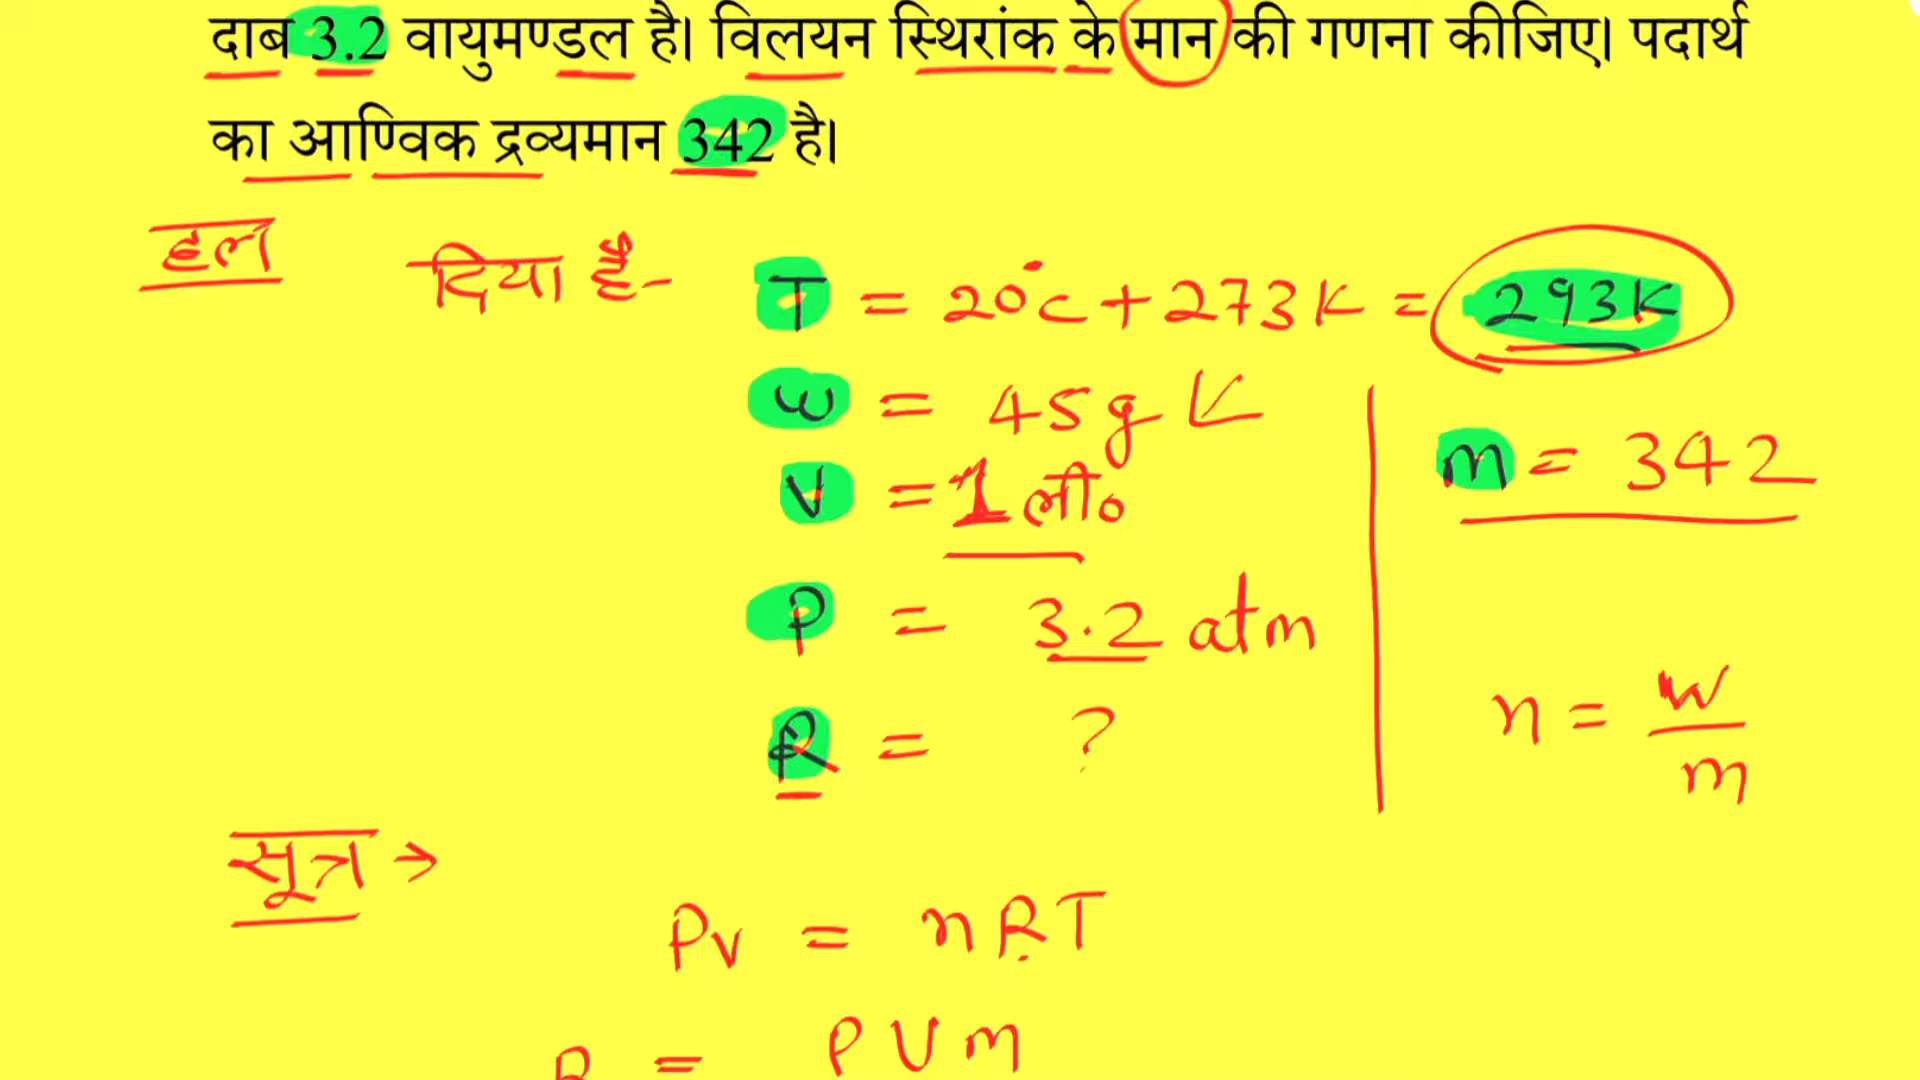 दाब 3.2 वायुमण्डल है। विलयन स्थिरांक के मान की गणना कीजिए। पदार्थ
का आण्विक द्रव्यमान 342 है।
हल दिया है- T = 20°C + 273K = 293K
w = 45g
V = 1 ली०
P = 3.2 atm
R = ?
m = 342
n = w/m
सूत्र →
PV = nRT
R = PVm